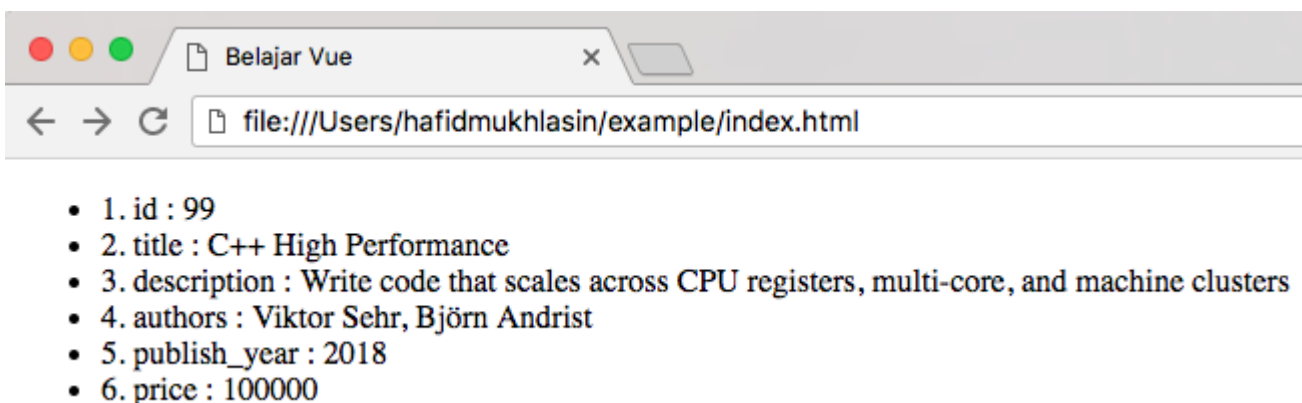 Belajar Vue
file:///Users/hafidmukhlasin/example/index.html
• 1. id : 99
• 2. title : C++ High Performance
• 3. description : Write code that scales across CPU registers, multi-core, and machine clusters
• 4. authors : Viktor Sehr, Björn Andrist
• 5. publish_year : 2018
• 6. price : 100000